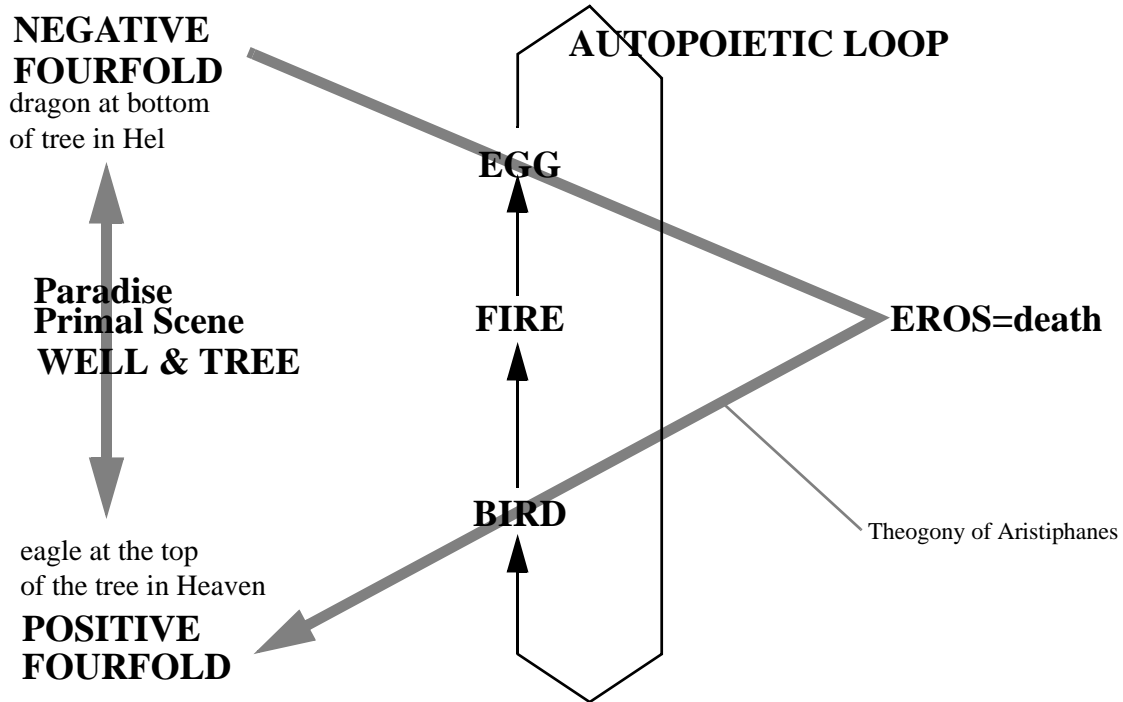 NEGATIVE
FOURFOLD
dragon at bottom
of tree in Hel
AUTOPOIETIC LOOP
EGG
Paradise
Primal Scene
WELL & TREE
FIRE
EROS=death
BIRD
Theogony of Aristiphanes
eagle at the top
of the tree in Heaven
POSITIVE
FOURFOLD